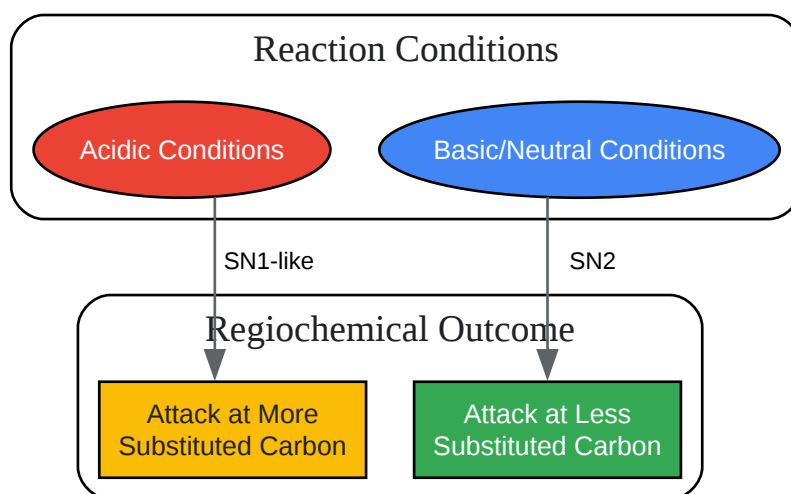 Reaction Conditions
Acidic Conditions
Basic/Neutral Conditions
SN1-like
SN2
Regiochemical Outcome
Attack at More
Substituted Carbon
Attack at Less
Substituted Carbon